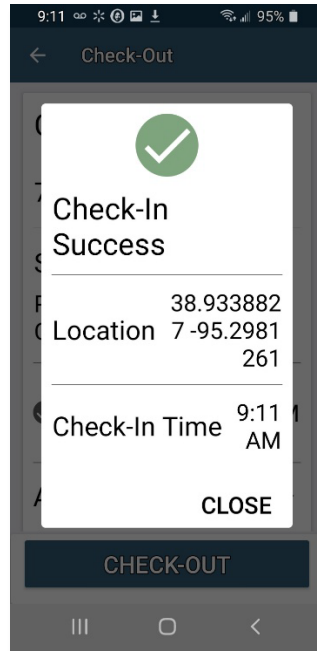 9:11 95%
Check-Out
Check-In
Success
38.933882
Location 7 -95.2981
261
Check-In Time 9:11
AM
CLOSE
CHECK-OUT